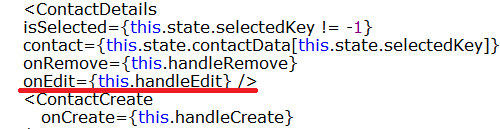 <ContactDetails
isSelected={this.state.selectedKey != -1}
contact={this.state.contactData[this.state.selectedKey]}
onRemove={this.handleRemove}
onEdit={this.handleEdit} />
<ContactCreate
onCreate={this.handleCreate}